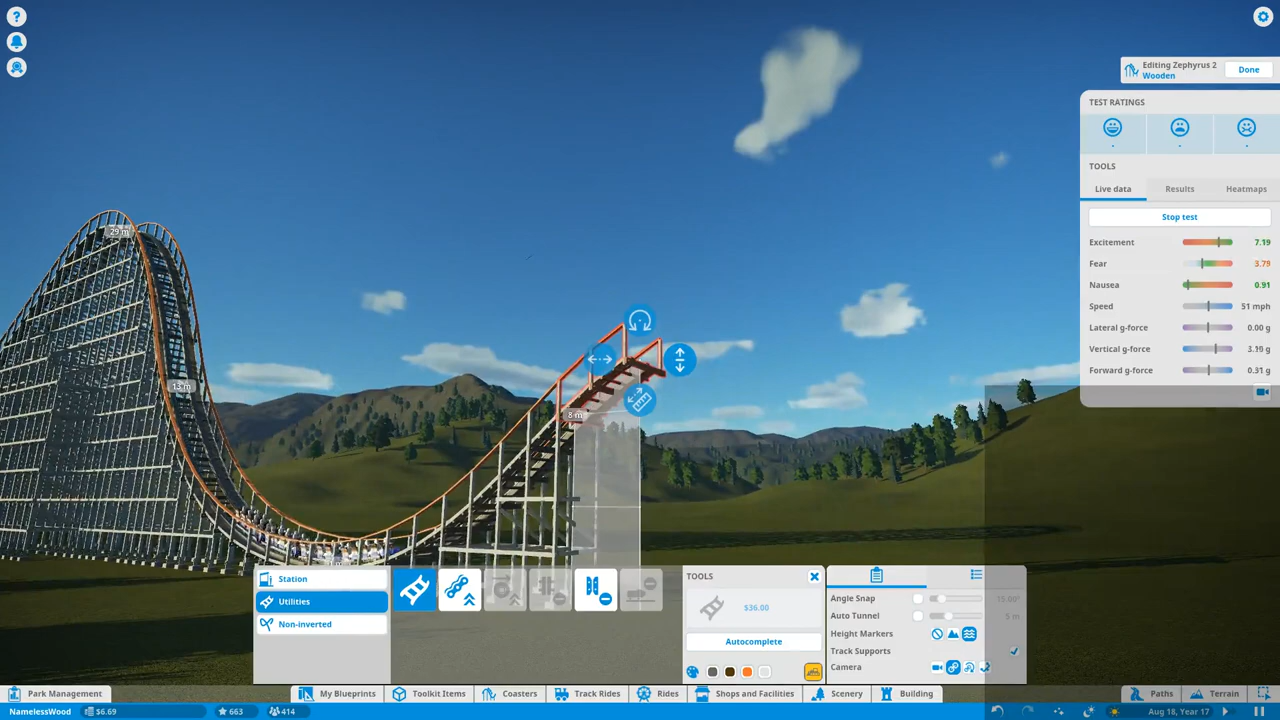 ?
Editing Zephyrus 2
Wooden
Done
TEST RATINGS
- - -
TOOLS
Live data Results Heatmaps
Stop test
Excitement 7.19
Fear 3.79
Nausea 0.91
Speed 51 mph
Lateral g-force 0.00 g
Vertical g-force 3.19 g
Forward g-force 0.31 g
29 m
13 m
8 m
Station
Utilities
Non-inverted
TOOLS
$36.00
Autocomplete
Angle Snap 15.00°
Auto Tunnel 5 m
Height Markers
Track Supports
Camera
Park Management My Blueprints Toolkit Items Coasters Track Rides Rides Shops and Facilities Scenery Building Paths Terrain
NamelessWood $6.69 663 414 Aug 18, Year 17